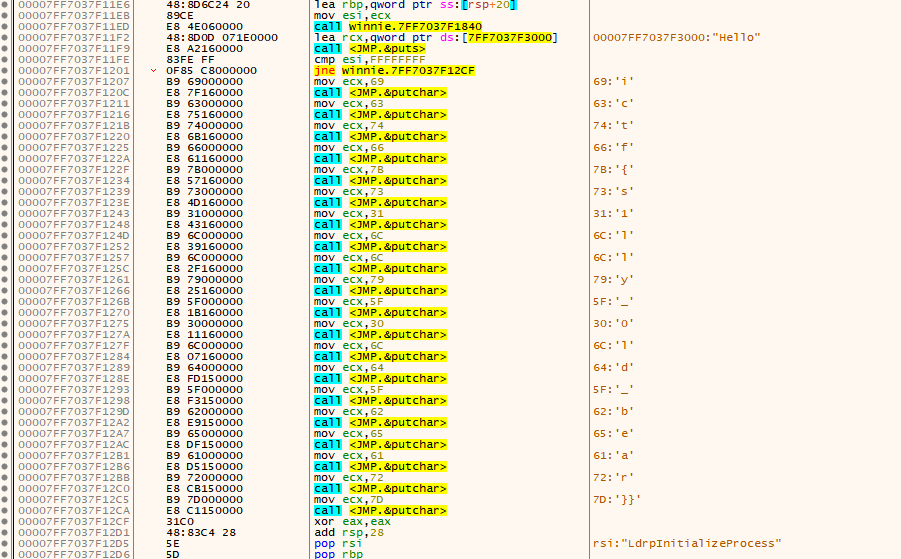 00007FF7037F11E6 48:8D6C24 20 lea rbp,qword ptr ss:[rsp+20]
00007FF7037F11EB 89CE mov esi,ecx
00007FF7037F11ED E8 4E060000 call winnie.7FF7037F1840
00007FF7037F11F2 48:8D0D 071E0000 lea rcx,qword ptr ds:[7FF7037F3000] 00007FF7037F3000:"Hello"
00007FF7037F11F9 E8 A2160000 call <JMP.&puts>
00007FF7037F11FE 83FE FF cmp esi,FFFFFFFF
00007FF7037F1201 0F85 C8000000 jne winnie.7FF7037F12CF
00007FF7037F1207 B9 69000000 mov ecx,69 69:'i'
00007FF7037F120C E8 7F160000 call <JMP.&putchar>
00007FF7037F1211 B9 63000000 mov ecx,63 63:'c'
00007FF7037F1216 E8 75160000 call <JMP.&putchar>
00007FF7037F121B B9 74000000 mov ecx,74 74:'t'
00007FF7037F1220 E8 6B160000 call <JMP.&putchar>
00007FF7037F1225 B9 66000000 mov ecx,66 66:'f'
00007FF7037F122A E8 61160000 call <JMP.&putchar>
00007FF7037F122F B9 7B000000 mov ecx,7B 7B:'{'
00007FF7037F1234 E8 57160000 call <JMP.&putchar>
00007FF7037F1239 B9 73000000 mov ecx,73 73:'s'
00007FF7037F123E E8 4D160000 call <JMP.&putchar>
00007FF7037F1243 B9 31000000 mov ecx,31 31:'1'
00007FF7037F1248 E8 43160000 call <JMP.&putchar>
00007FF7037F124D B9 6C000000 mov ecx,6C 6C:'l'
00007FF7037F1252 E8 39160000 call <JMP.&putchar>
00007FF7037F1257 B9 6C000000 mov ecx,6C 6C:'l'
00007FF7037F125C E8 2F160000 call <JMP.&putchar>
00007FF7037F1261 B9 79000000 mov ecx,79 79:'y'
00007FF7037F1266 E8 25160000 call <JMP.&putchar>
00007FF7037F126B B9 5F000000 mov ecx,5F 5F:'_'
00007FF7037F1270 E8 1B160000 call <JMP.&putchar>
00007FF7037F1275 B9 30000000 mov ecx,30 30:'0'
00007FF7037F127A E8 11160000 call <JMP.&putchar>
00007FF7037F127F B9 6C000000 mov ecx,6C 6C:'l'
00007FF7037F1284 E8 07160000 call <JMP.&putchar>
00007FF7037F1289 B9 64000000 mov ecx,64 64:'d'
00007FF7037F128E E8 FD150000 call <JMP.&putchar>
00007FF7037F1293 B9 5F000000 mov ecx,5F 5F:'_'
00007FF7037F1298 E8 F3150000 call <JMP.&putchar>
00007FF7037F129D B9 62000000 mov ecx,62 62:'b'
00007FF7037F12A2 E8 E9150000 call <JMP.&putchar>
00007FF7037F12A7 B9 65000000 mov ecx,65 65:'e'
00007FF7037F12AC E8 DF150000 call <JMP.&putchar>
00007FF7037F12B1 B9 61000000 mov ecx,61 61:'a'
00007FF7037F12B6 E8 D5150000 call <JMP.&putchar>
00007FF7037F12BB B9 72000000 mov ecx,72 72:'r'
00007FF7037F12C0 E8 CB150000 call <JMP.&putchar>
00007FF7037F12C5 B9 7D000000 mov ecx,7D 7D:'}}'
00007FF7037F12CA E8 C1150000 call <JMP.&putchar>
00007FF7037F12CF 31C0 xor eax,eax
00007FF7037F12D1 48:83C4 28 add rsp,28
00007FF7037F12D5 5E pop rsi rsi:"LdrpInitializeProcess"
00007FF7037F12D6 5D pop rbp